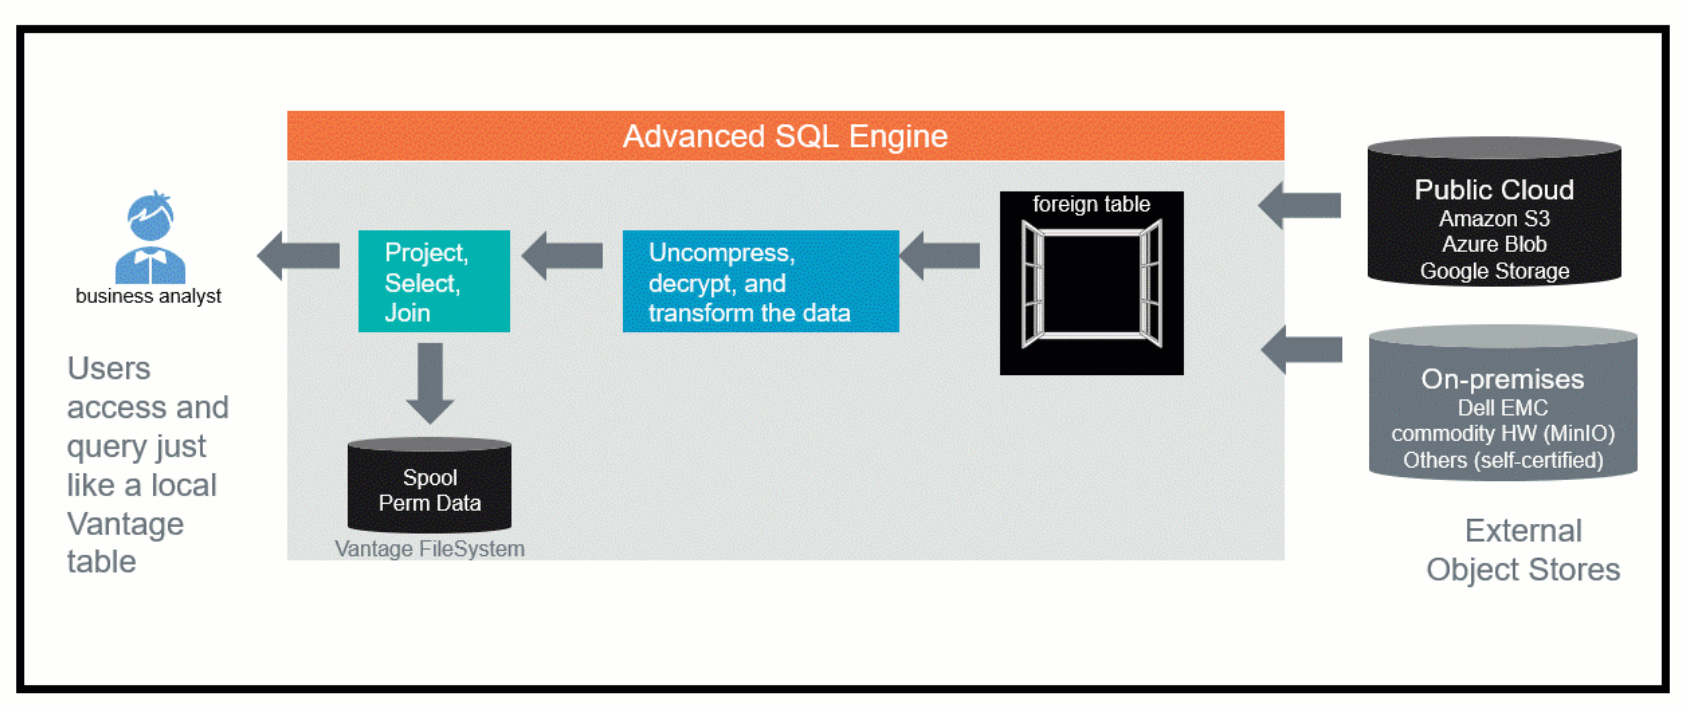 Advanced SQL Engine
business analyst
Users
access and
query just
like a local
Vantage
table
Project,
Select,
Join
Spool
Perm Data
Vantage FileSystem
Uncompress,
decrypt, and
transform the data
foreign table
Public Cloud
Amazon S3
Azure Blob
Google Storage
On-premises
Dell EMC
commodity HW (MinIO)
Others (self-certified)
External
Object Stores